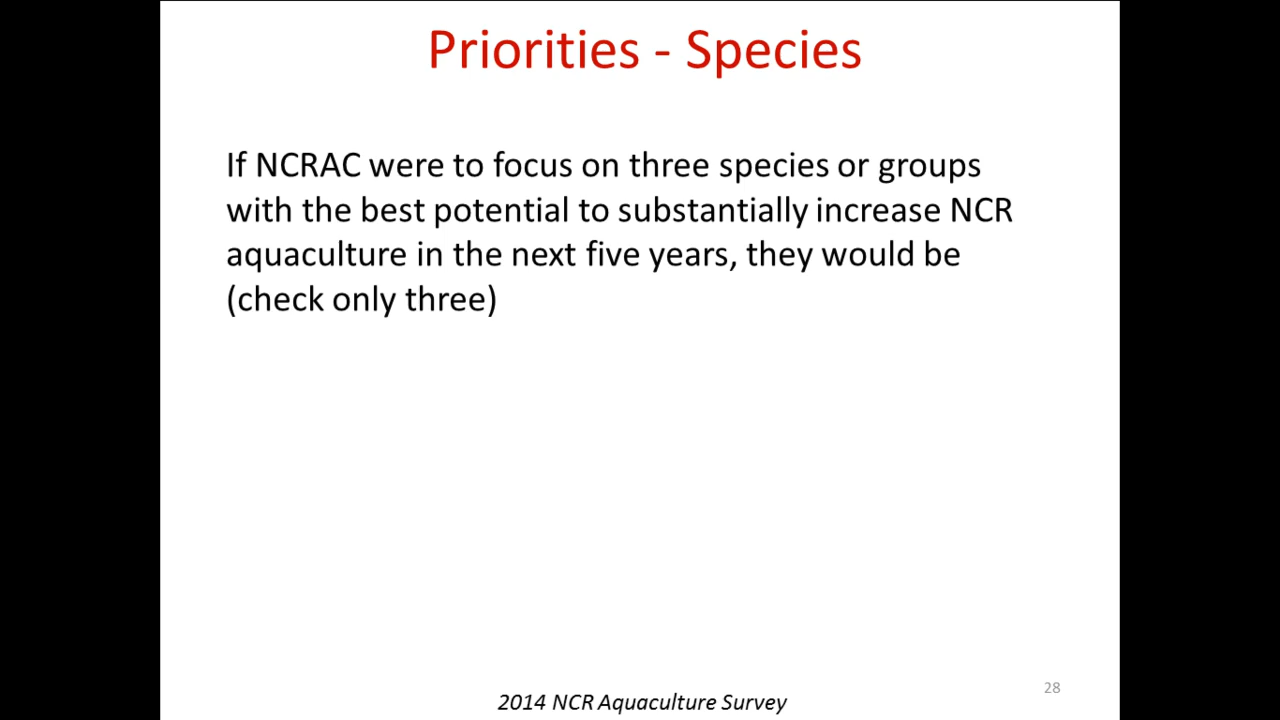 Priorities - Species
If NCRAC were to focus on three species or groups
with the best potential to substantially increase NCR
aquaculture in the next five years, they would be
(check only three)
28
2014 NCR Aquaculture Survey